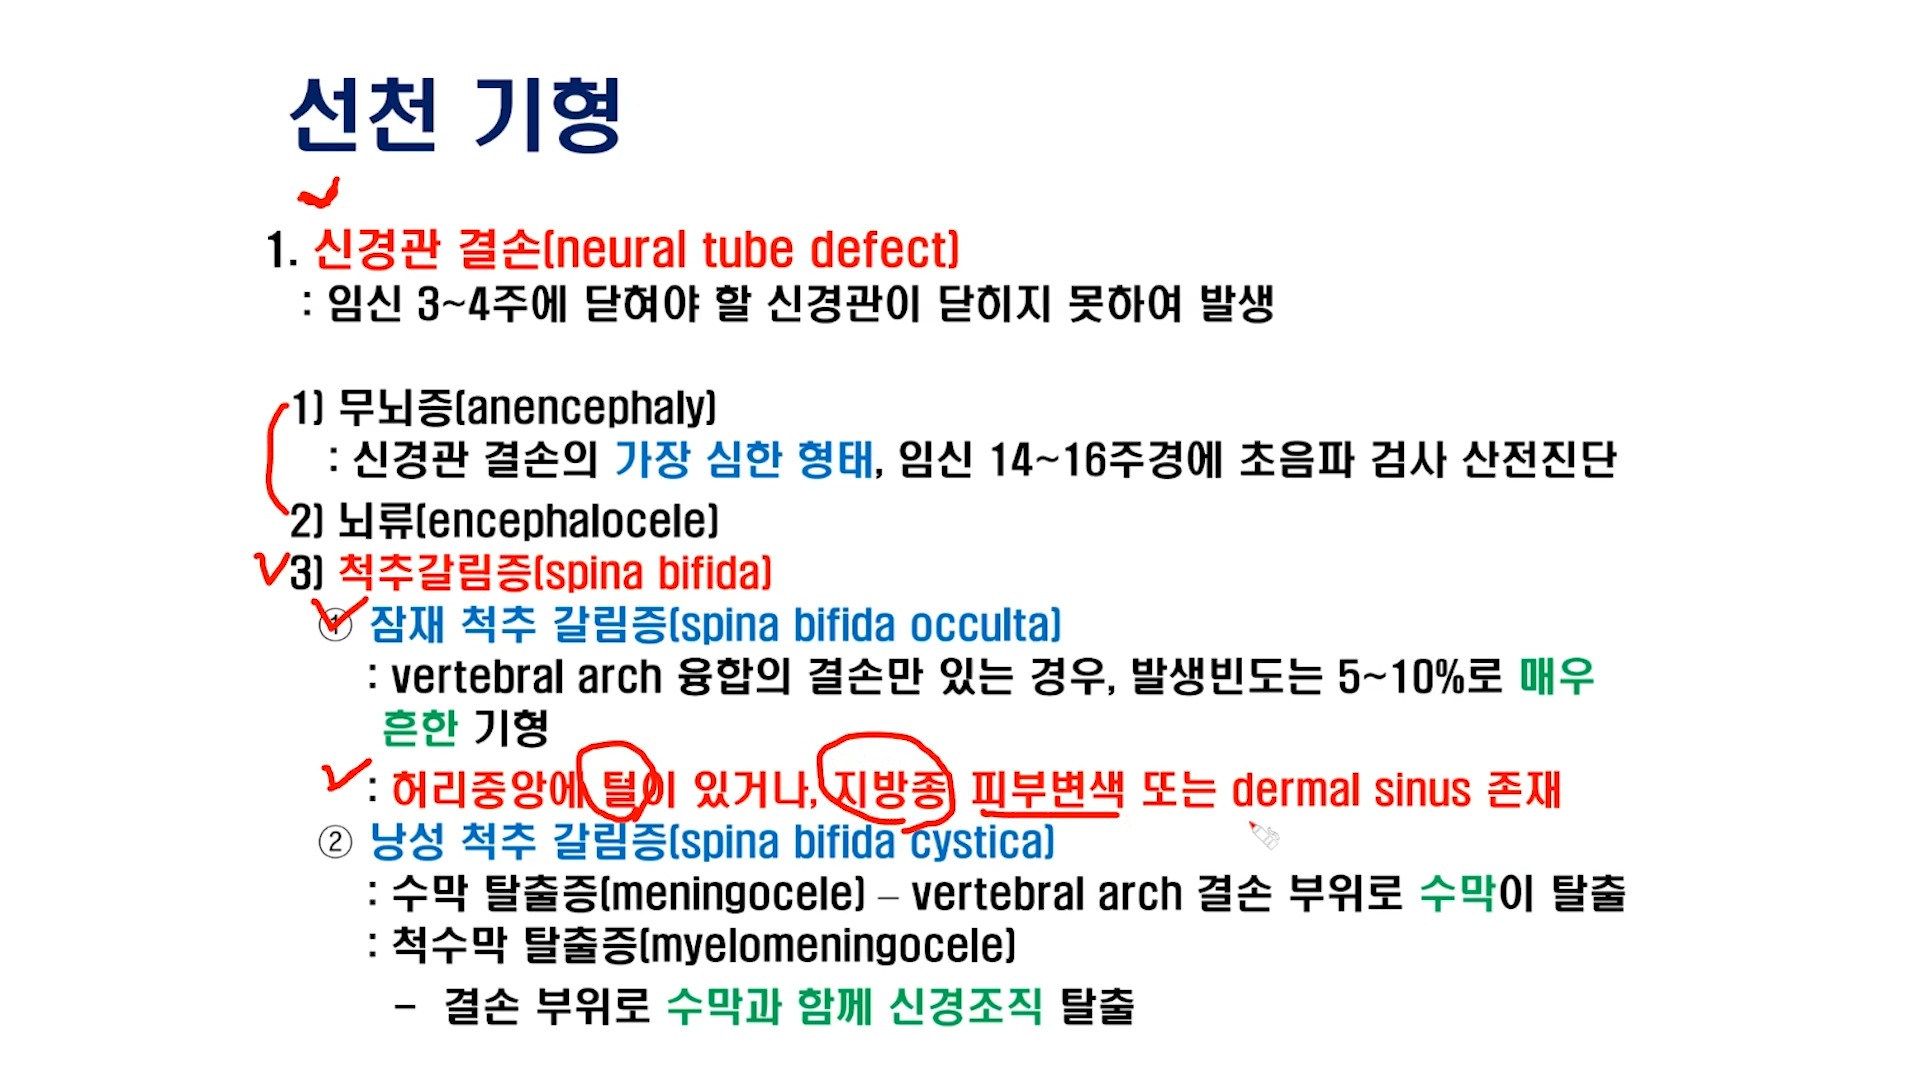 선천 기형
1. 신경관 결손(neural tube defect)
: 임신 3~4주에 닫혀야 할 신경관이 닫히지 못하여 발생
1) 무뇌증(anencephaly)
: 신경관 결손의 가장 심한 형태, 임신 14~16주경에 초음파 검사 산전진단
2) 뇌류(encephalocele)
3) 척추갈림증(spina bifida)
① 잠재 척추 갈림증(spina bifida occulta)
: vertebral arch 융합의 결손만 있는 경우, 발생빈도는 5~10%로 매우
흔한 기형
: 허리중앙에 털이 있거나, 지방종 피부변색 또는 dermal sinus 존재
② 낭성 척추 갈림증(spina bifida cystica)
: 수막 탈출증(meningocele) – vertebral arch 결손 부위로 수막이 탈출
: 척수막 탈출증(myelomeningocele)
– 결손 부위로 수막과 함께 신경조직 탈출